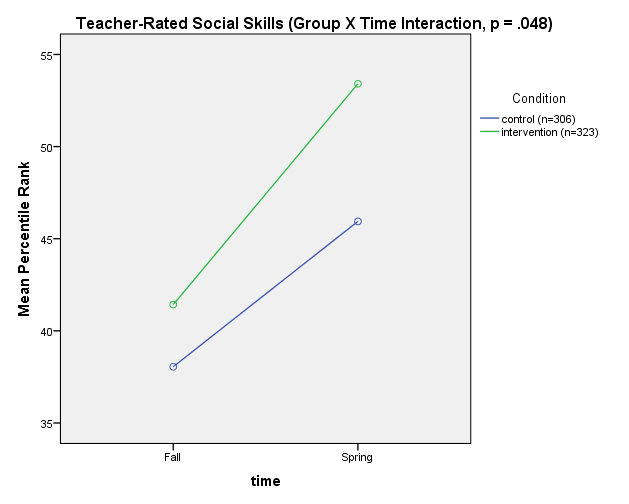 Teacher-Rated Social Skills (Group X Time Interaction, p = .048)
55
50
45
40
35
Mean Percentile Rank
Fall
Spring
time
Condition
control (n=306)
intervention (n=323)